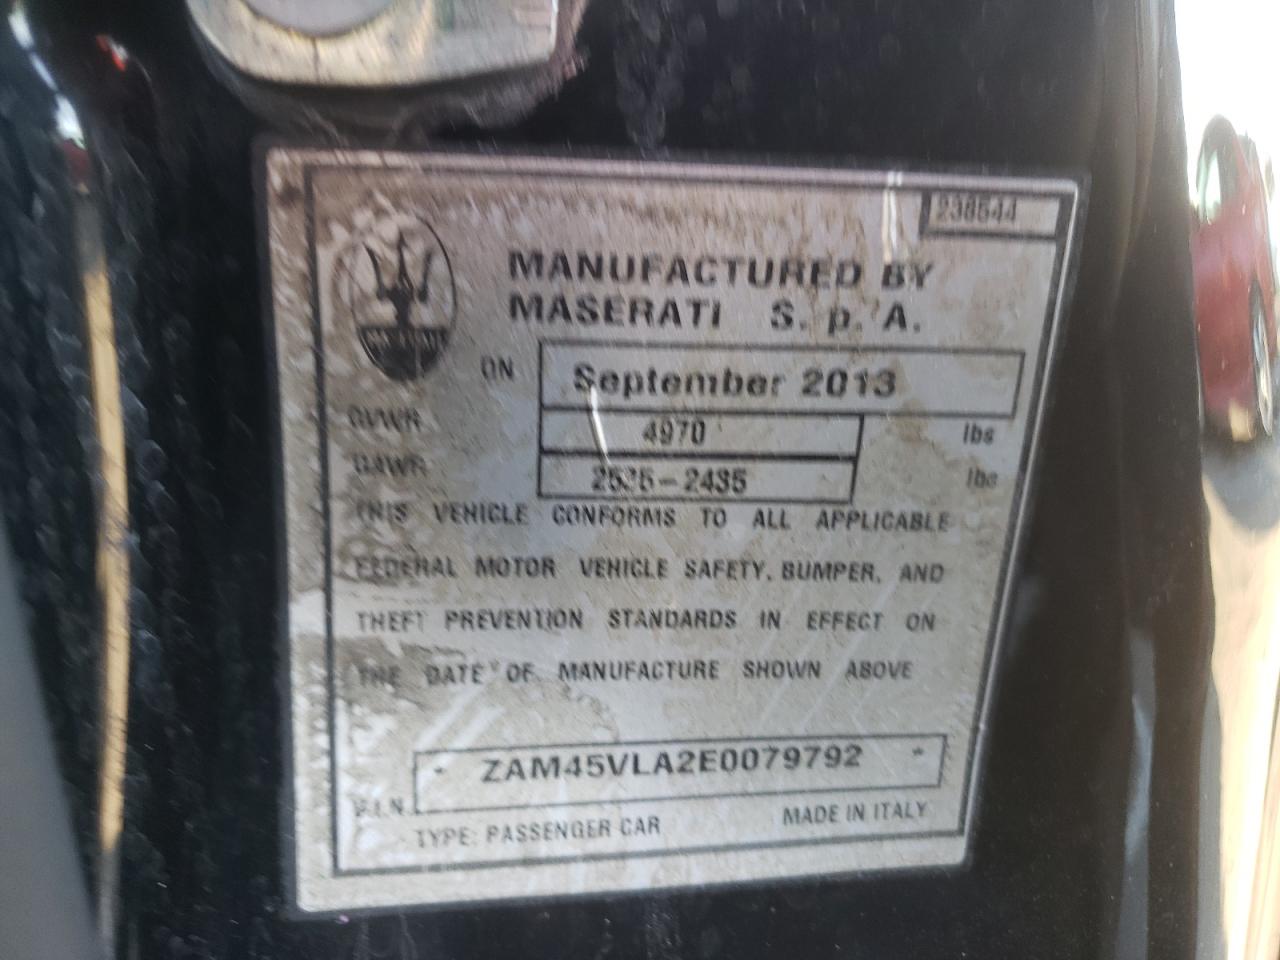 238544
MANUFACTURED BY
MASERATI S.p.A.
MASERATI
ON September 2013
GVWR 4970 lbs
GAWR 2535-2435 lbs
THIS VEHICLE CONFORMS TO ALL APPLICABLE
FEDERAL MOTOR VEHICLE SAFETY, BUMPER, AND
THEFT PREVENTION STANDARDS IN EFFECT ON
THE DATE OF MANUFACTURE SHOWN ABOVE
V.I.N. * ZAM45VLA2E0079792 *
TYPE: PASSENGER CAR MADE IN ITALY